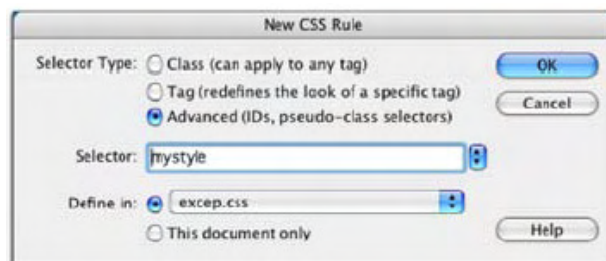 New CSS Rule
Selector Type: Class (can apply to any tag)
OK
Tag (redefines the look of a specific tag)
Cancel
Advanced (IDs, pseudo-class selectors)
Selector: mystyle
Define in: excep.css
This document only
Help